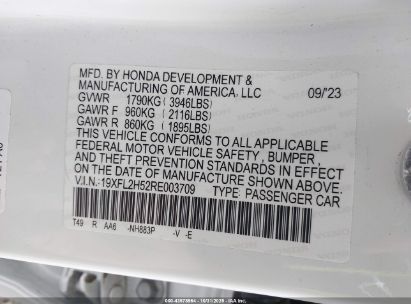 MFD. BY HONDA DEVELOPMENT &
MANUFACTURING OF AMERICA, LLC 09/'23
GVWR 1790KG (3946LBS)
GAWR F 960KG (2116LBS)
GAWR R 860KG (1895LBS)
THIS VEHICLE CONFORMS TO ALL APPLICABLE
FEDERAL MOTOR VEHICLE SAFETY, BUMPER,
AND THEFT PREVENTION STANDARDS IN EFFECT
ON THE DATE OF MANUFACTURE SHOWN ABOVE.
V.I.N.: 19XFL2H52RE003709 TYPE: PASSENGER CAR
T49 R AA6 -NH883P -V -E